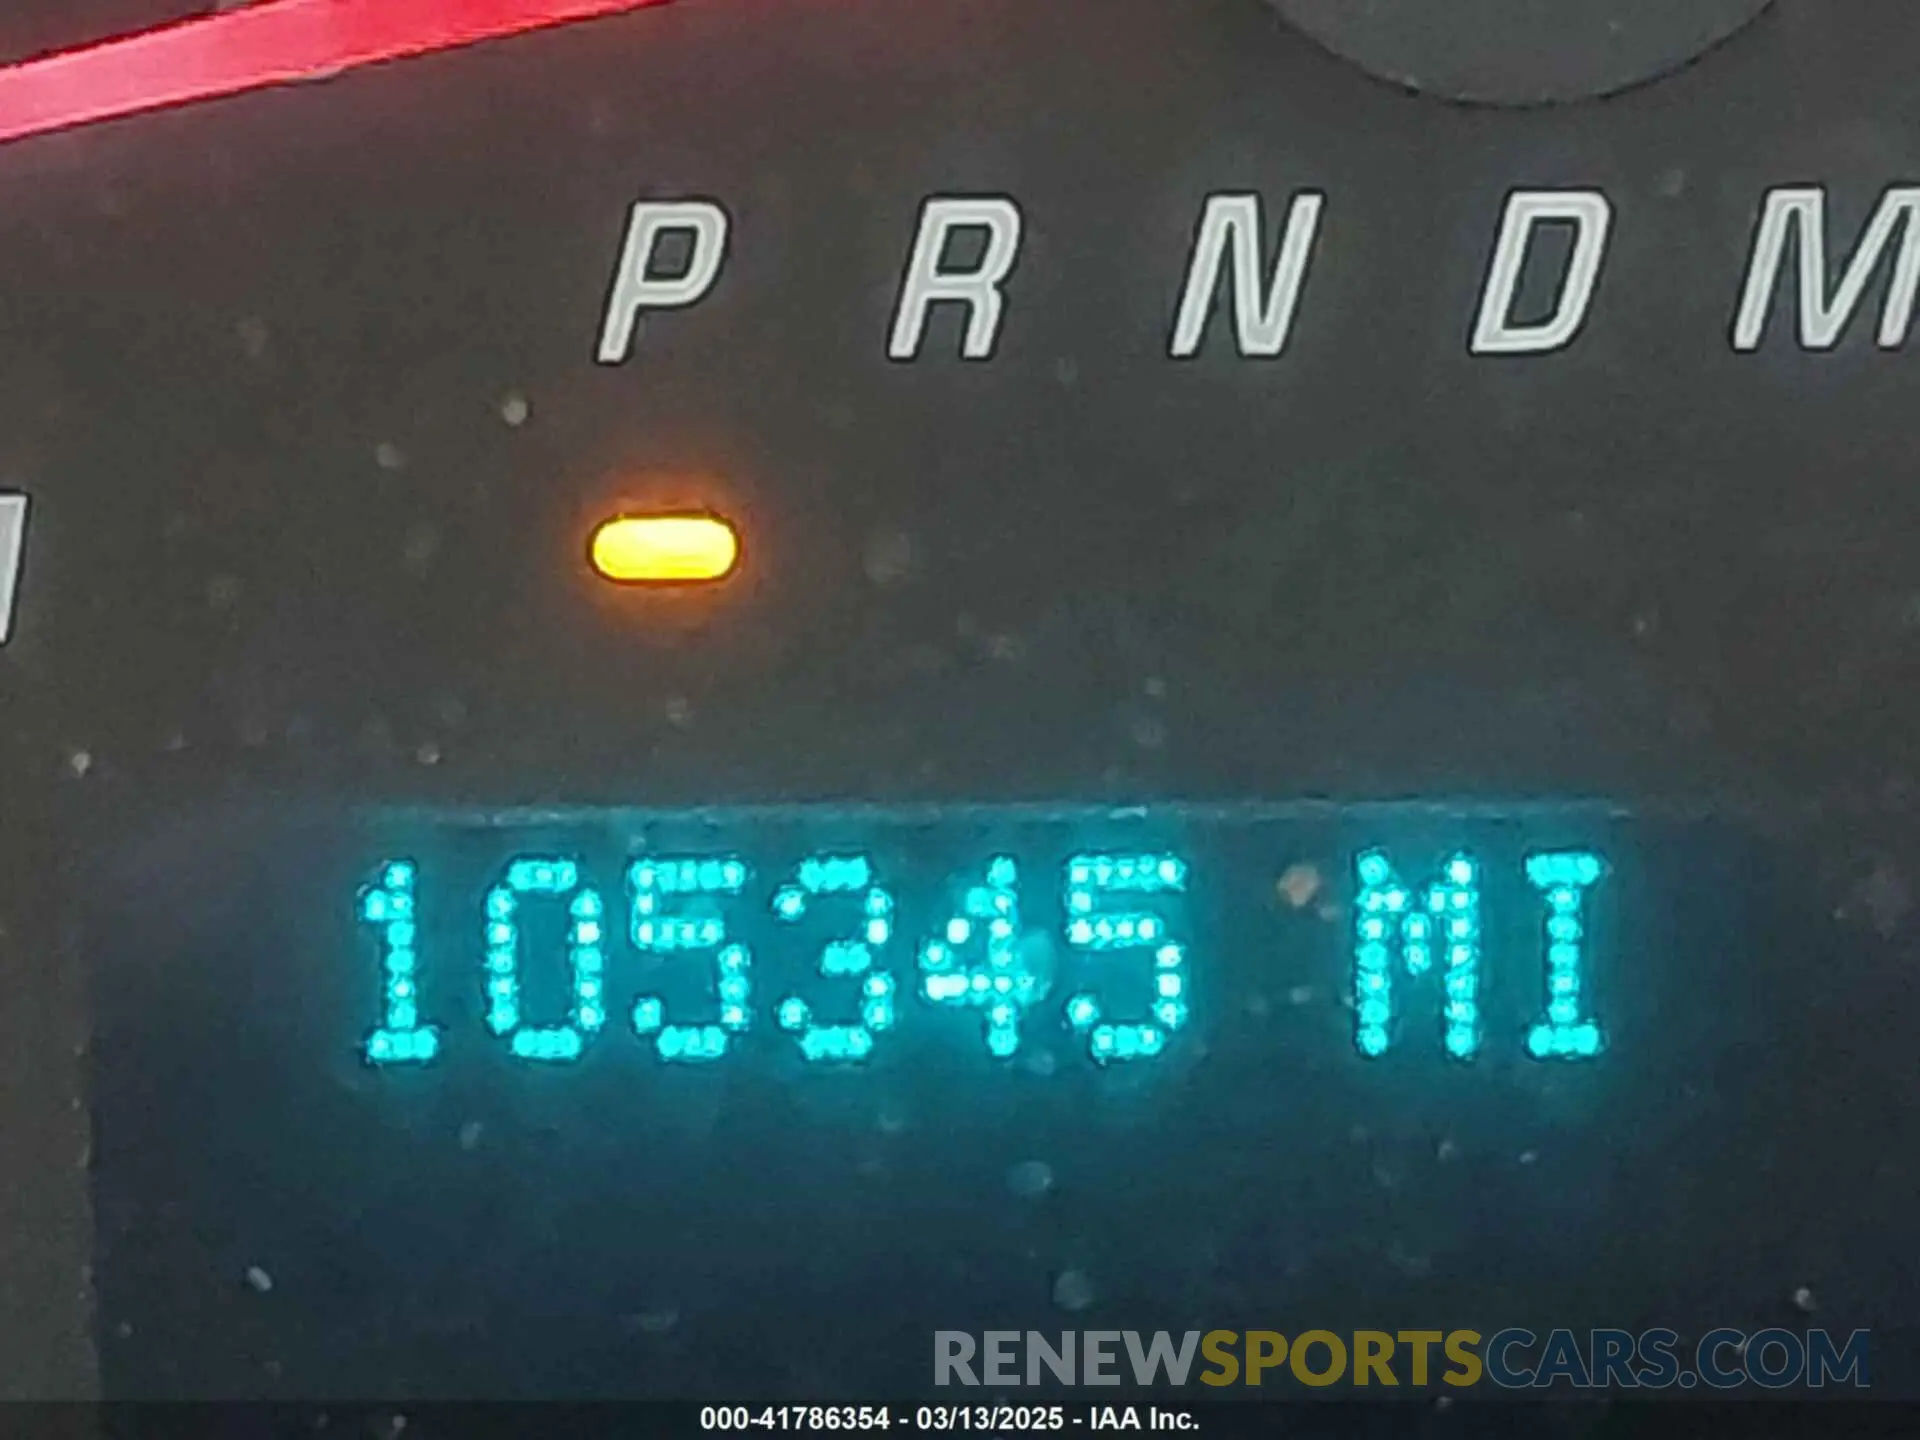 P R N D M
105345 MI
RENEWSPORTSCARS.COM
000-41786354 - 03/13/2025 - IAA Inc.